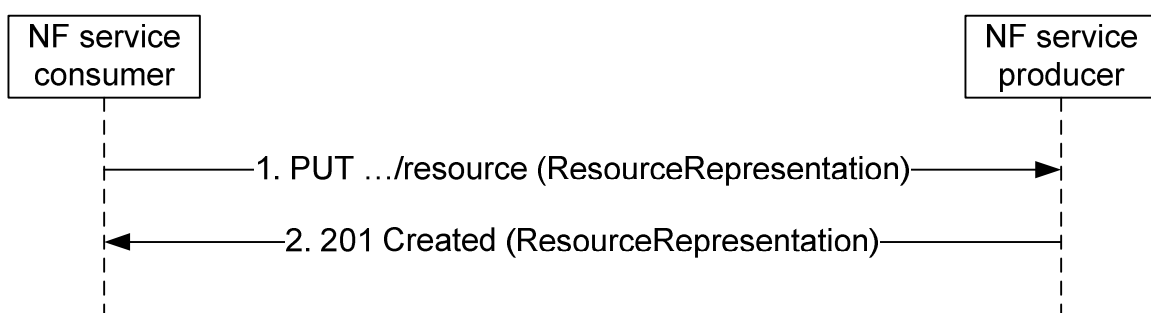 NF service
consumer
NF service
producer
1. PUT …/resource (ResourceRepresentation)
2. 201 Created (ResourceRepresentation)